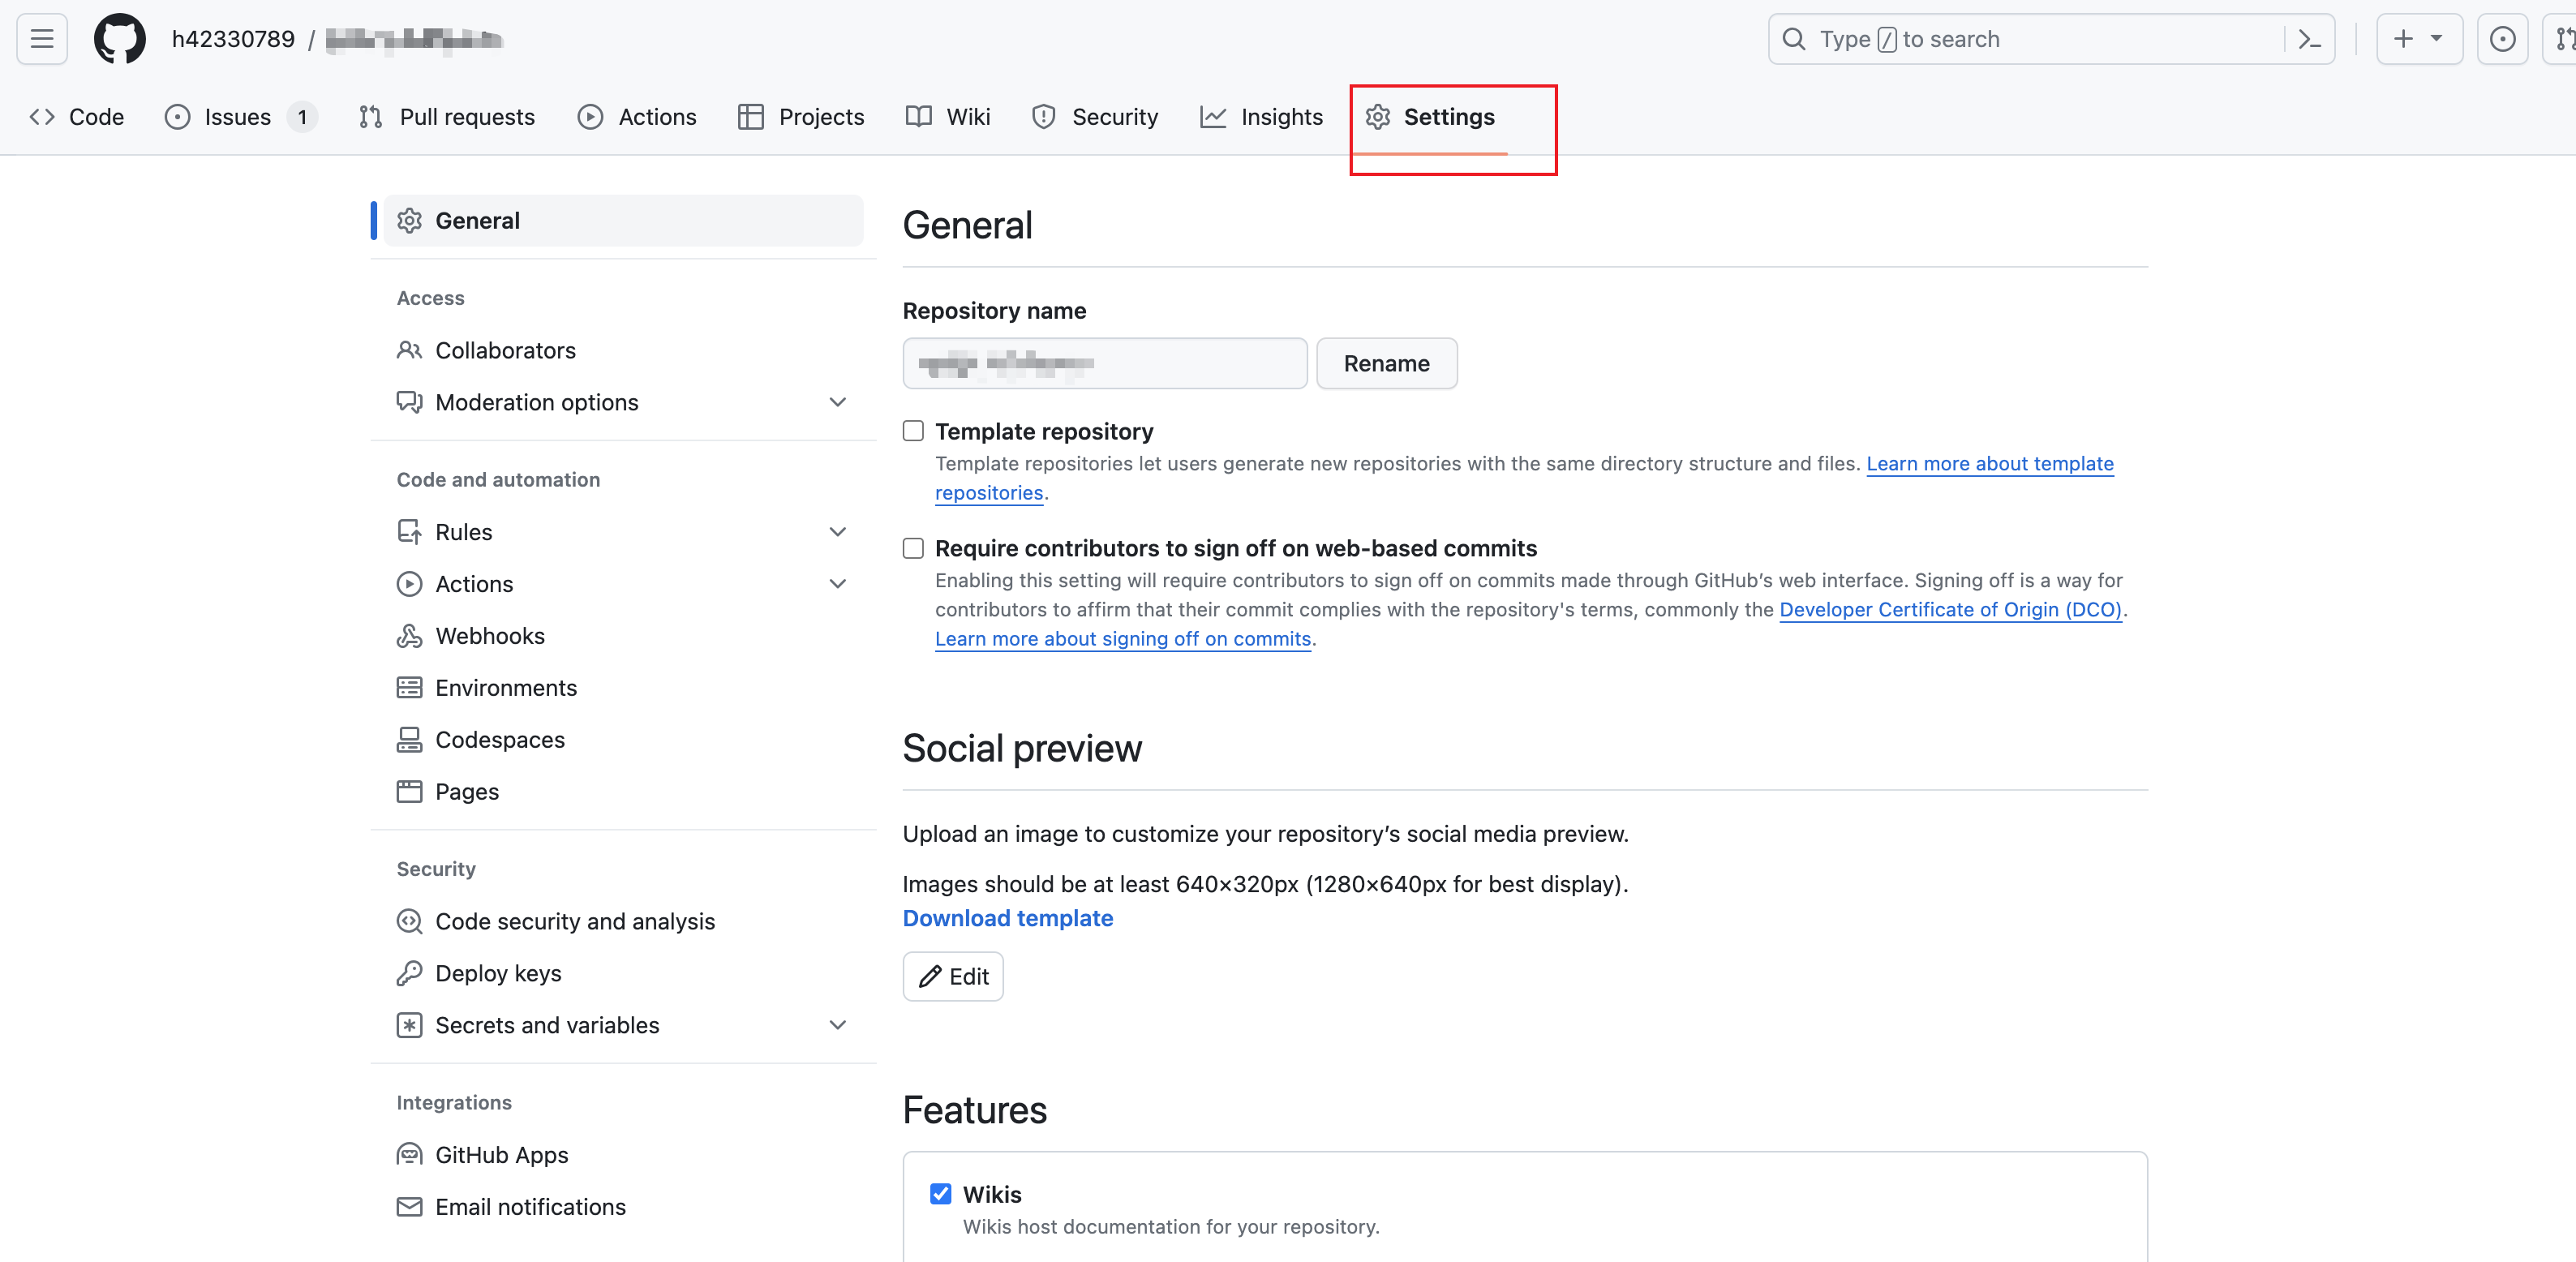 h42330789 /
Type / to search
Code
Issues 1
Pull requests
Actions
Projects
Wiki
Security
Insights
Settings
General
Access
Collaborators
Moderation options
Code and automation
Rules
Actions
Webhooks
Environments
Codespaces
Pages
Security
Code security and analysis
Deploy keys
Secrets and variables
Integrations
GitHub Apps
Email notifications
General
Repository name
Rename
Template repository
Template repositories let users generate new repositories with the same directory structure and files. Learn more about template
repositories.
Require contributors to sign off on web-based commits
Enabling this setting will require contributors to sign off on commits made through GitHub’s web interface. Signing off is a way for
contributors to affirm that their commit complies with the repository's terms, commonly the Developer Certificate of Origin (DCO).
Learn more about signing off on commits.
Social preview
Upload an image to customize your repository’s social media preview.
Images should be at least 640×320px (1280×640px for best display).
Download template
Edit
Features
Wikis
Wikis host documentation for your repository.